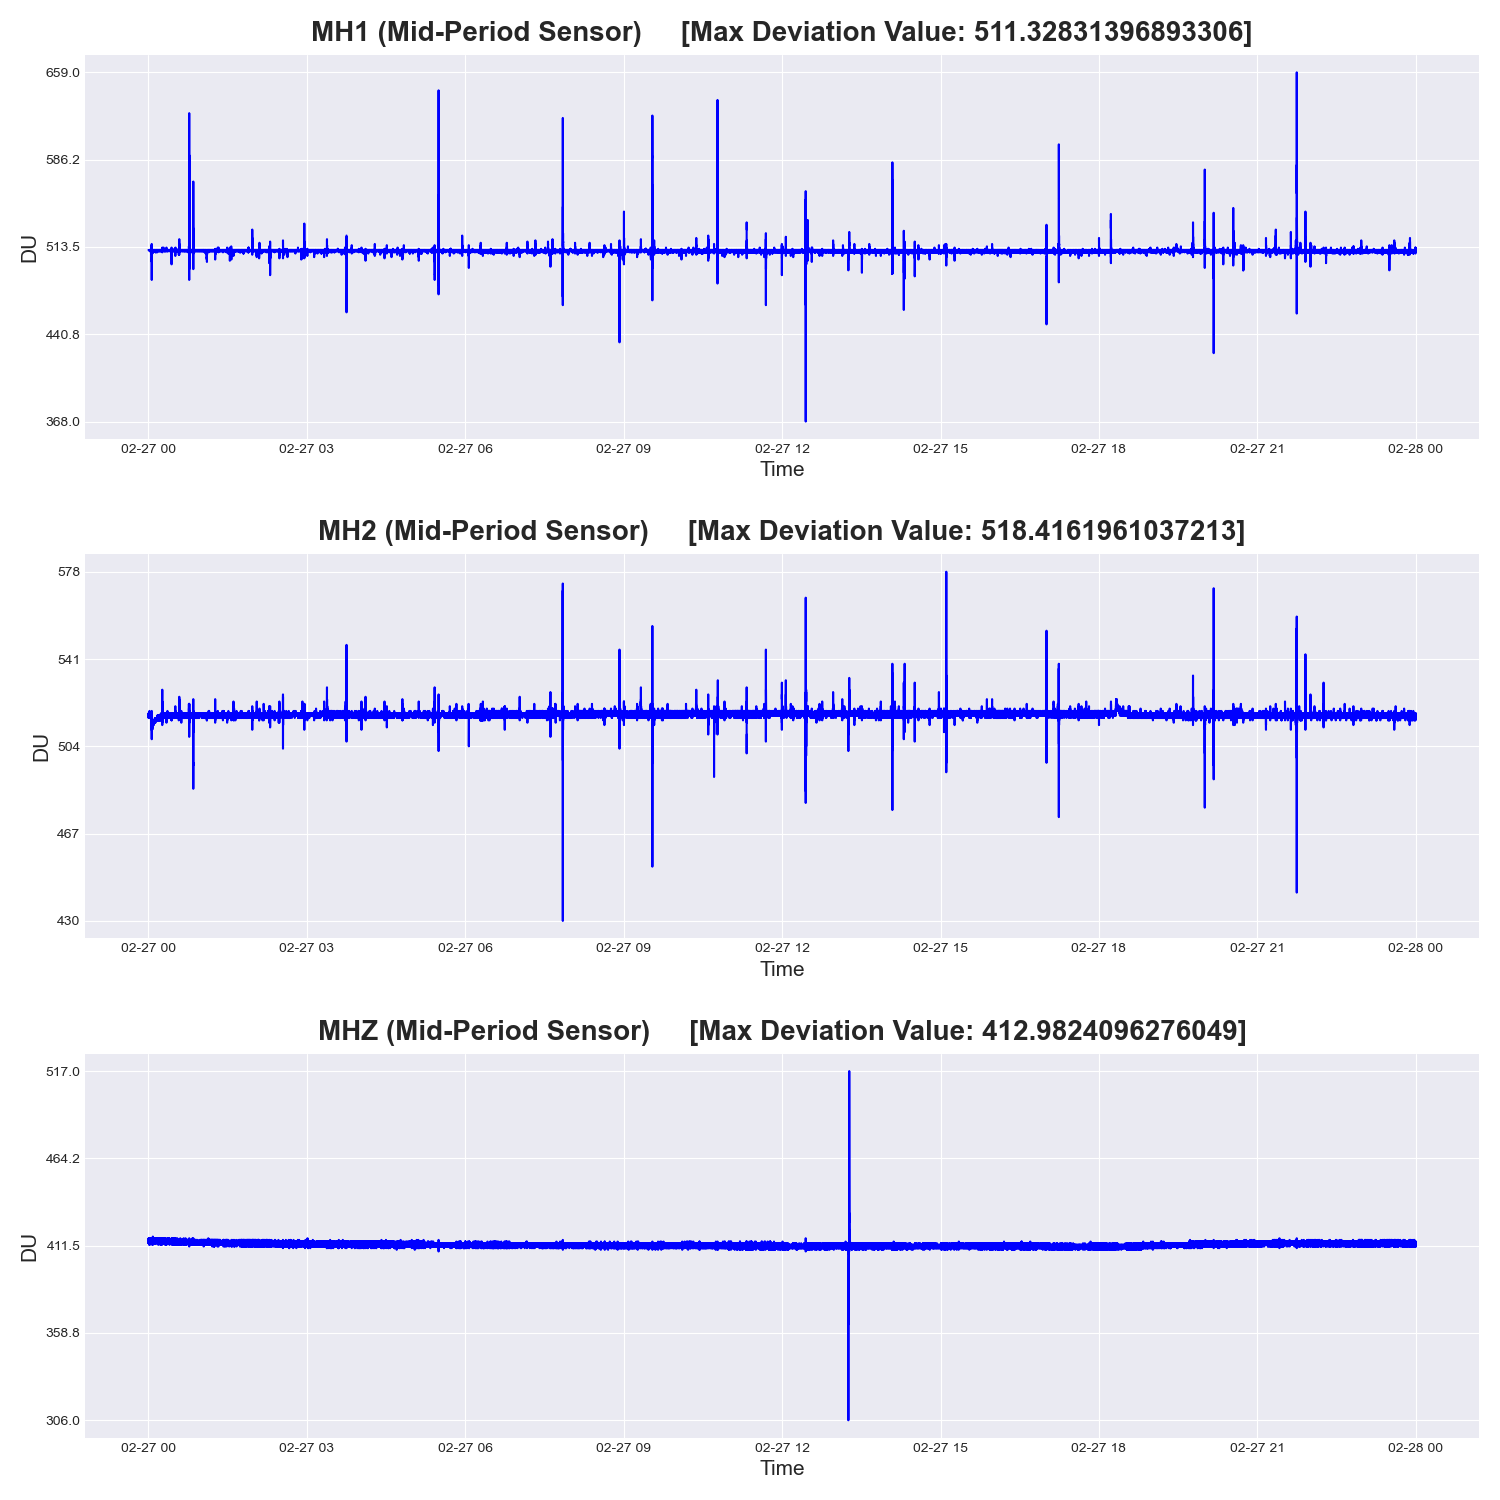 MH1 (Mid-Period Sensor) [Max Deviation Value: 511.32831396893306]
659.0
586.2
513.5
440.8
368.0
DU
02-27 00 02-27 03 02-27 06 02-27 09 02-27 12 02-27 15 02-27 18 02-27 21 02-28 00
Time
MH2 (Mid-Period Sensor) [Max Deviation Value: 518.4161961037213]
578
541
504
467
430
DU
02-27 00 02-27 03 02-27 06 02-27 09 02-27 12 02-27 15 02-27 18 02-27 21 02-28 00
Time
MHZ (Mid-Period Sensor) [Max Deviation Value: 412.9824096276049]
517.0
464.2
411.5
358.8
306.0
DU
02-27 00 02-27 03 02-27 06 02-27 09 02-27 12 02-27 15 02-27 18 02-27 21 02-28 00
Time